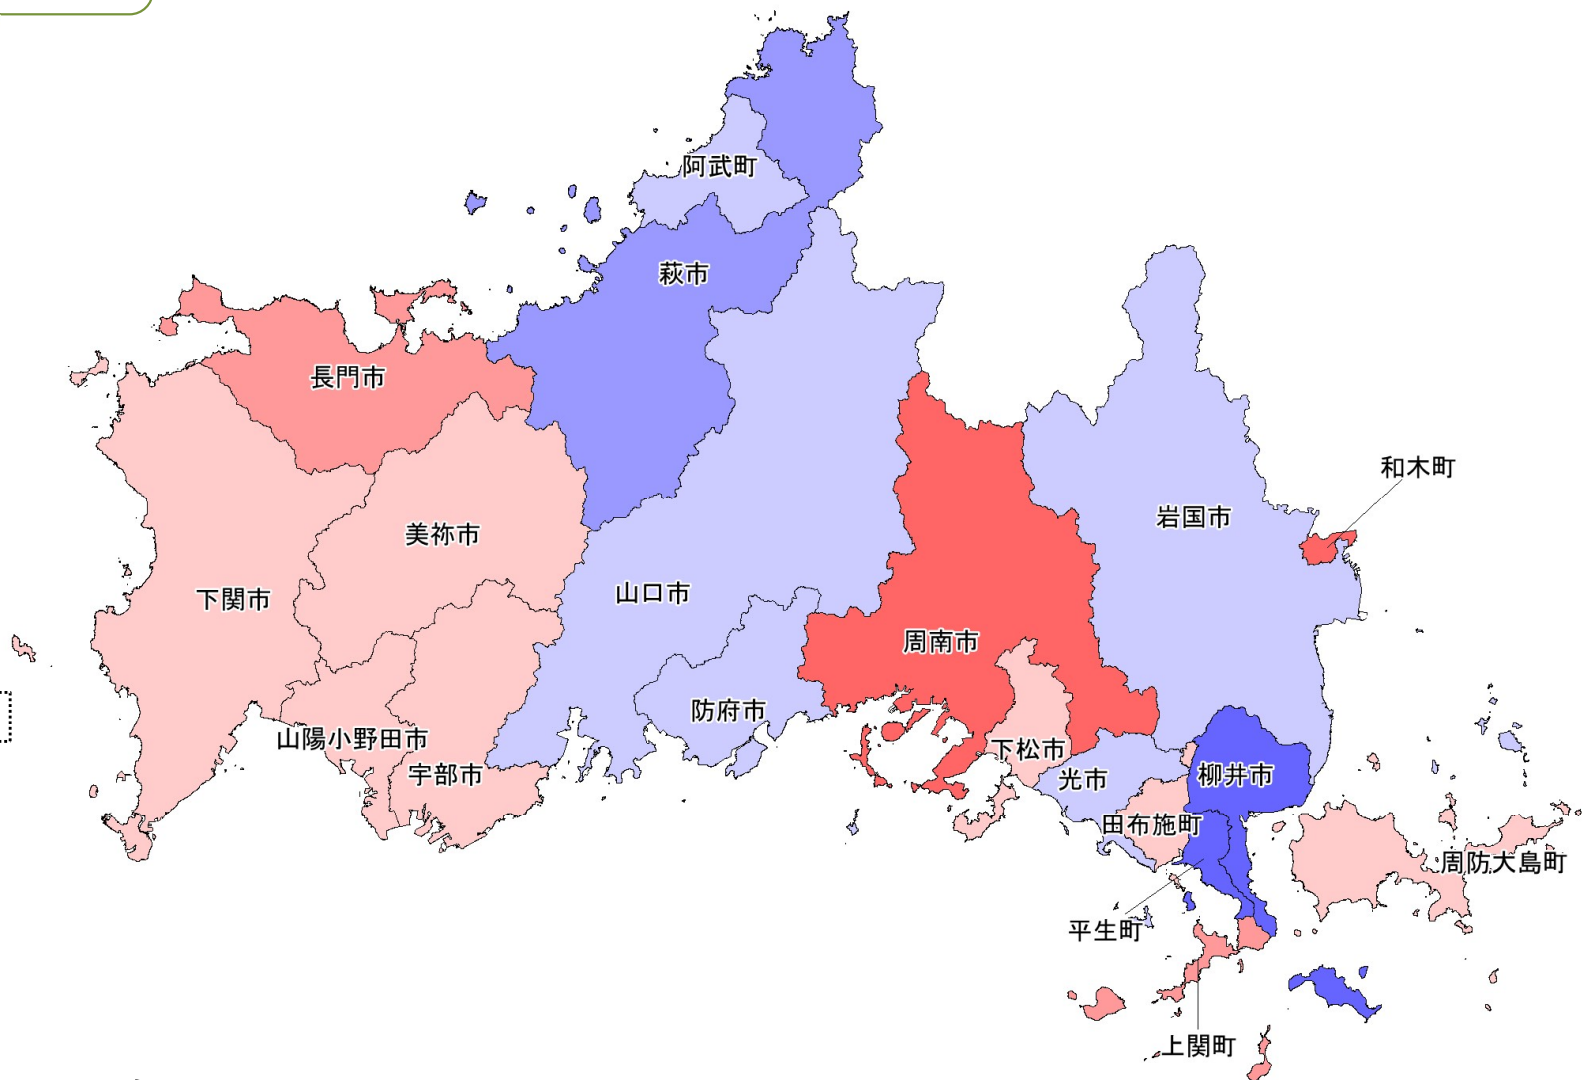 阿武町
萩市
長門市
和木町
岩国市
美祢市
山口市
下関市
周南市
防府市
山陽小野田市
下松市
宇部市
光市
柳井市
田布施町
周防大島町
平生町
上関町